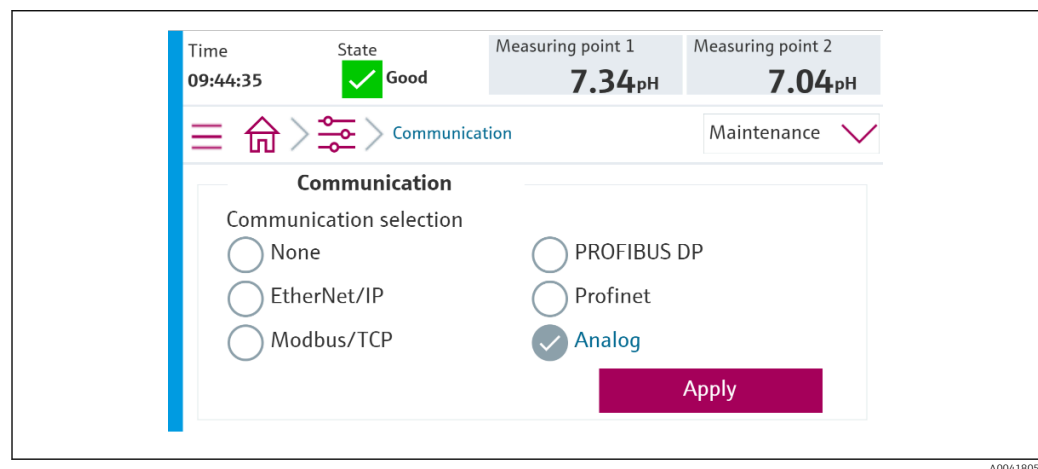 Time State Measuring point 1 Measuring point 2
09:44:35 Good 7.34pH 7.04pH
Communication Maintenance
Communication
Communication selection
None PROFIBUS DP
EtherNet/IP Profinet
Modbus/TCP Analog
Apply
A0041805